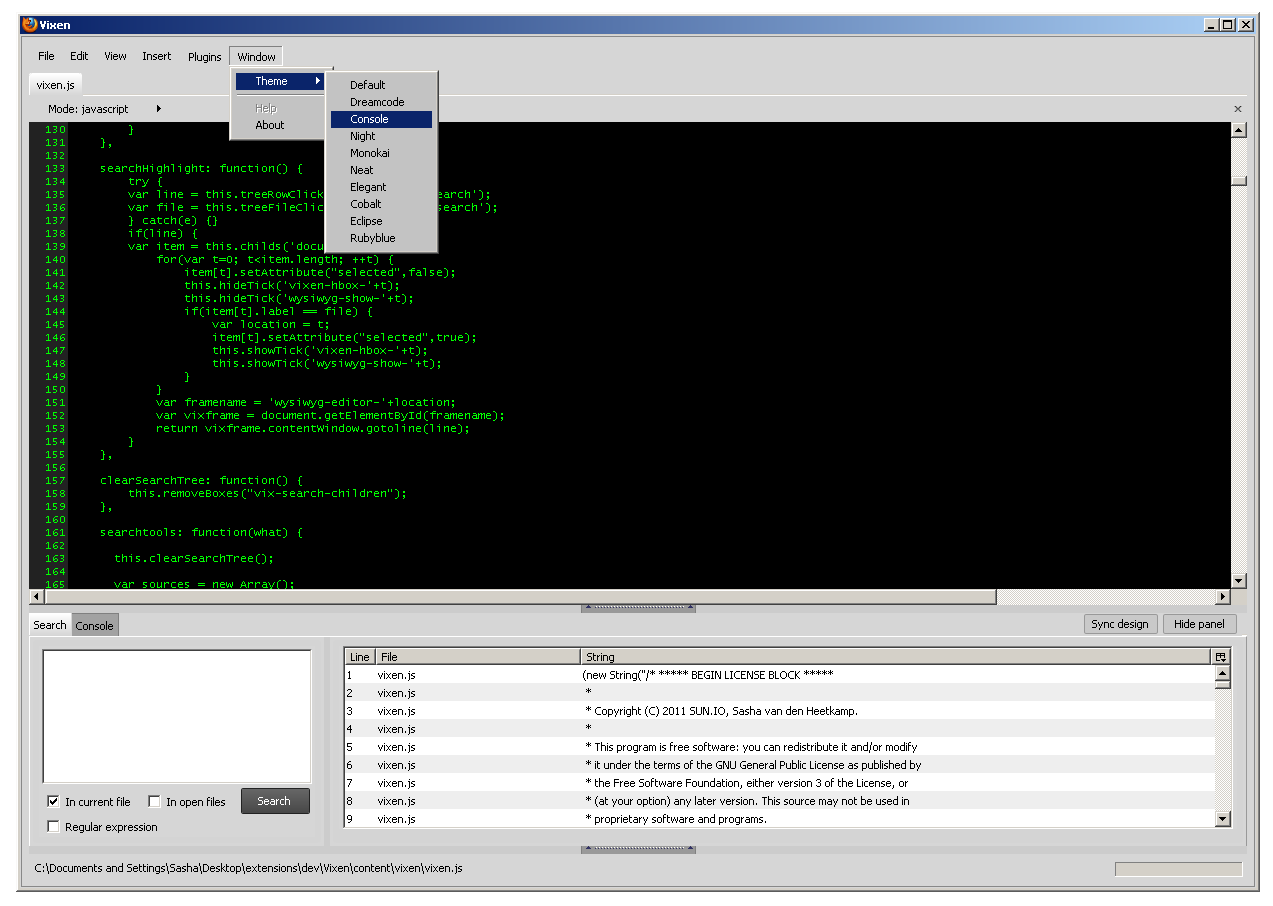 Vixen
File Edit View Insert Plugins Window
vixen.js
Theme
Help
About
Default
Dreamcode
Console
Night
Monokai
Neat
Elegant
Cobalt
Eclipse
Rubyblue
Mode: javascript
130 }
131 },
132
133 searchHighlight: function() {
134 try {
135 var line = this.treeRowClick earch');
136 var file = this.treeFileClic search');
137 } catch(e) {}
138 if(line) {
139 var item = this.childs('docu
140 for(var t=0; t<item.length; ++t) {
141 item[t].setAttribute("selected",false);
142 this.hideTick('vixen-hbox-'+t);
143 this.hideTick('wysiwyg-show-'+t);
144 if(item[t].label == file) {
145 var location = t;
146 item[t].setAttribute("selected",true);
147 this.showTick('vixen-hbox-'+t);
148 this.showTick('wysiwyg-show-'+t);
149 }
150 }
151 var framename = 'wysiwyg-editor-'+location;
152 var vixframe = document.getElementById(framename);
153 return vixframe.contentWindow.gotoline(line);
154 }
155 },
156
157 clearSearchTree: function() {
158 this.removeBoxes("vix-search-children");
159 },
160
161 searchtools: function(what) {
162
163 this.clearSearchTree();
164
165 var sources = new Array();
Search Console Sync design Hide panel
Line File String
1 vixen.js (new String("/* ***** BEGIN LICENSE BLOCK *****
2 vixen.js *
3 vixen.js * Copyright (C) 2011 SUN.IO, Sasha van den Heetkamp.
4 vixen.js *
5 vixen.js * This program is free software: you can redistribute it and/or modify
6 vixen.js * it under the terms of the GNU General Public License as published by
7 vixen.js * the Free Software Foundation, either version 3 of the License, or
8 vixen.js * (at your option) any later version. This source may not be used in
9 vixen.js * proprietary software and programs.
In current file In open files Search
Regular expression
C:\Documents and Settings\Sasha\Desktop\extensions\dev\Vixen\content\vixen\vixen.js